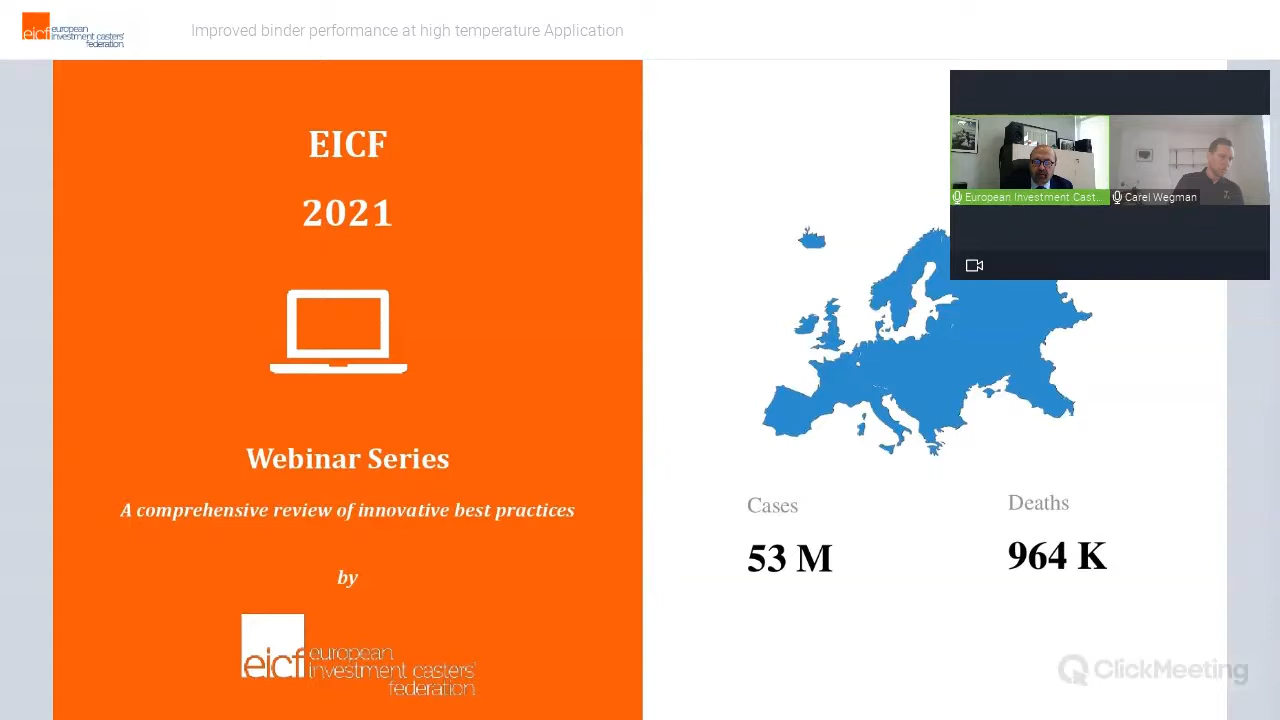 eicf european
investment casters'
federation.
Improved binder performance at high temperature Application
EICF
2021
Webinar Series
A comprehensive review of innovative best practices
by
eicf european
investment casters'
federation.
European Investment Cast...
Carel Wegman
Cases
53 M
Deaths
964 K
ClickMeeting